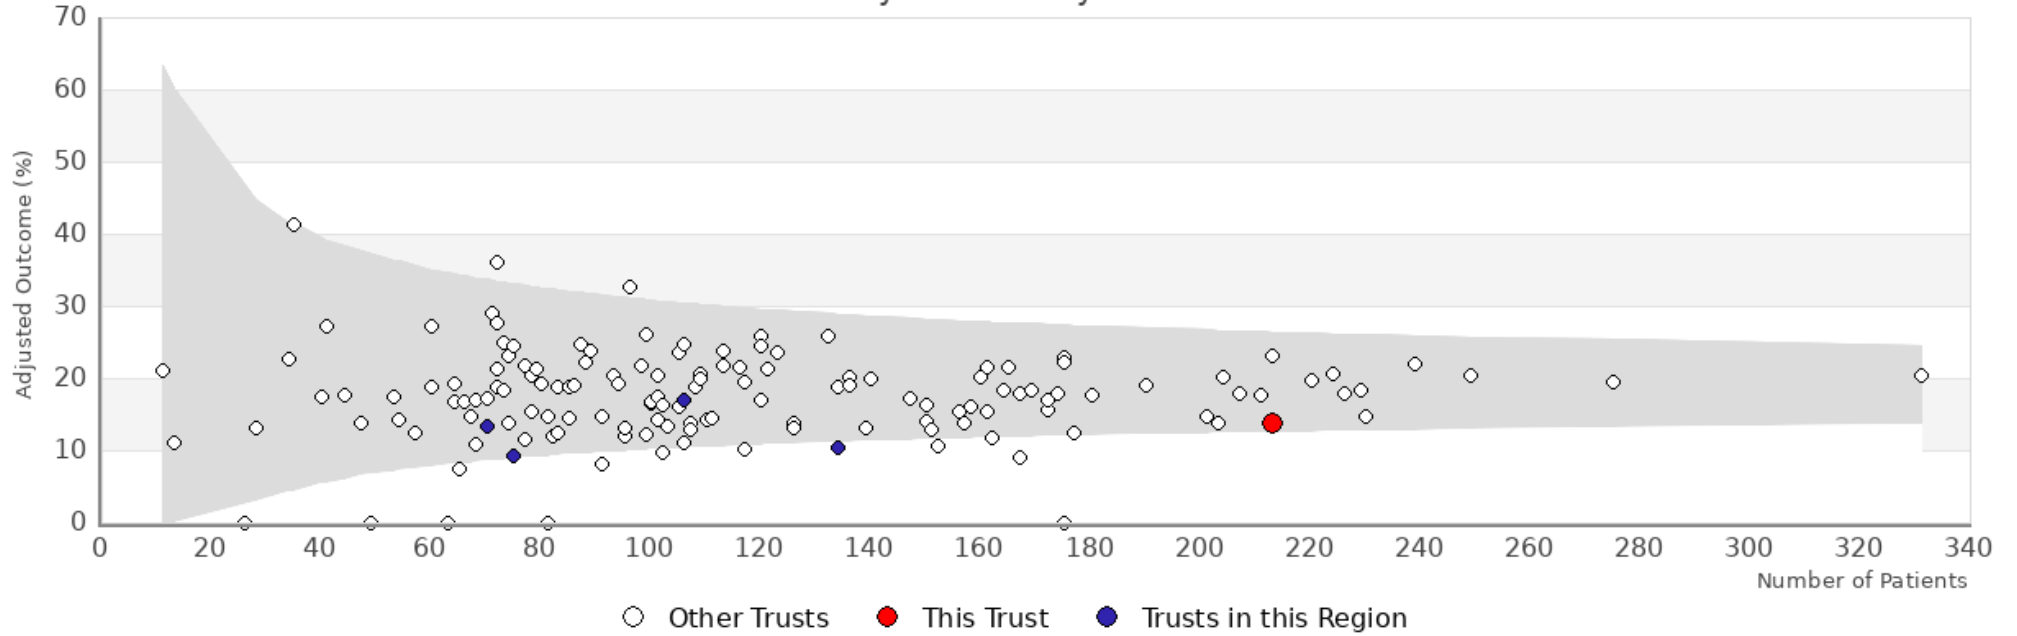 70
60
50
40
30
20
10
0
Adjusted Outcome (%)
0 20 40 60 80 100 120 140 160 180 200 220 240 260 280 300 320 340
Number of Patients
Other Trusts This Trust Trusts in this Region